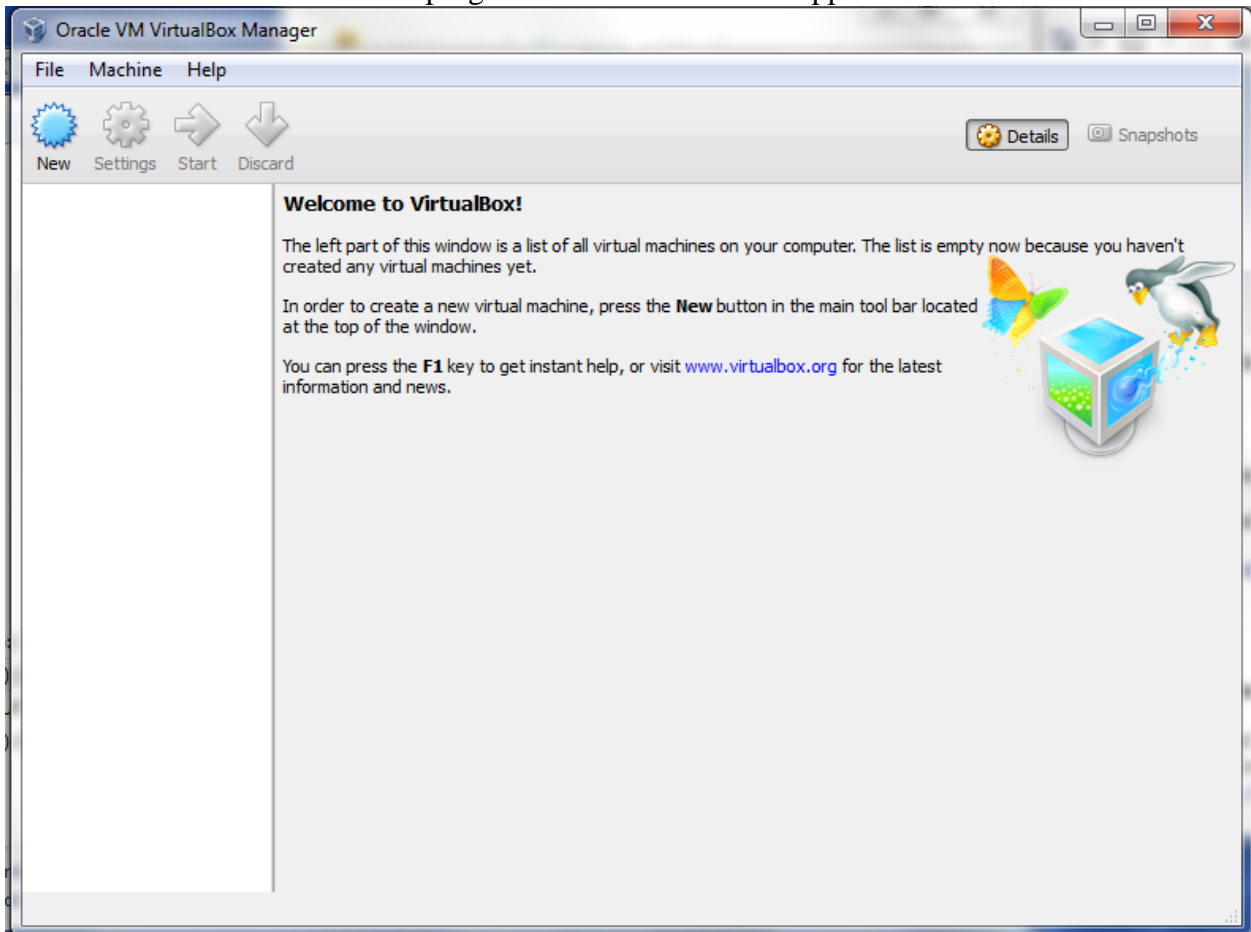 Oracle VM VirtualBox Manager
File Machine Help
New Settings Start Discard
Details Snapshots
Welcome to VirtualBox!
The left part of this window is a list of all virtual machines on your computer. The list is empty now because you haven't
created any virtual machines yet.
In order to create a new virtual machine, press the New button in the main tool bar located
at the top of the window.
You can press the F1 key to get instant help, or visit www.virtualbox.org for the latest
information and news.